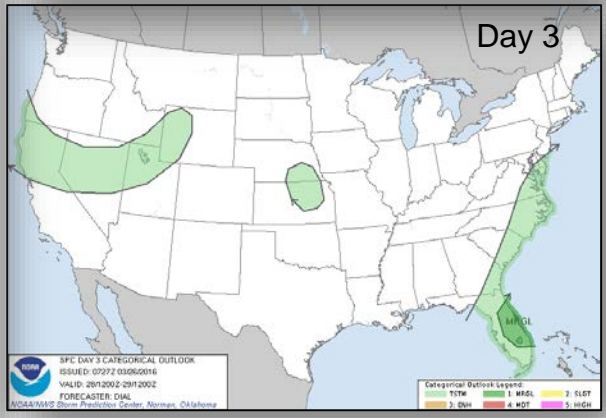 Day 3
MRGL
NOAA
SPC DAY 3 CATEGORICAL OUTLOOK
ISSUED: 0727Z 03/26/2016
VALID: 28/1200Z-29/1200Z
FORECASTER: DIAL
NOAA/NWS Storm Prediction Center, Norman, Oklahoma
Categorical Outlook Legend:
TSTM 1: MRGL 2: SLGT
3: ENH 4: MDT 5: HIGH